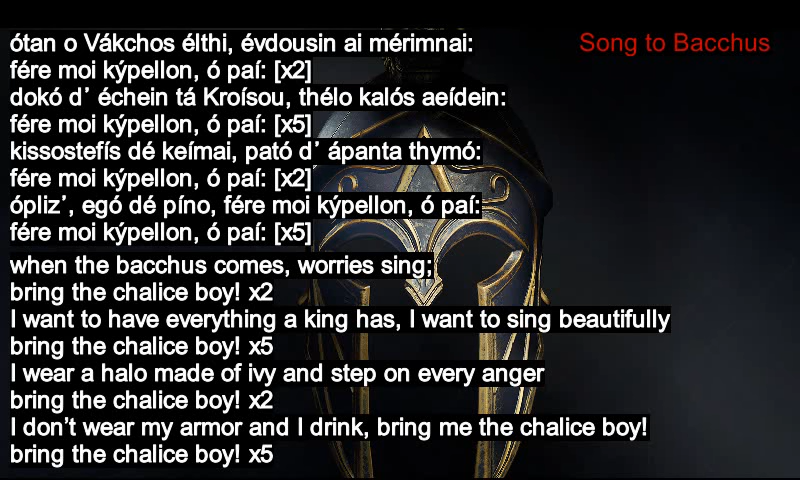 Song to Bacchus
ótan o Vákchos élthi, évdousin ai mérimnai:
fére moi kýpellon, ó paí: [x2]
dokó d’ échein tá Kroísou, thélo kalós aeídein:
fére moi kýpellon, ó paí: [x5]
kissostefís dé keímai, pató d’ ápanta thymó:
fére moi kýpellon, ó paí: [x2]
ópliz’, egó dé píno, fére moi kýpellon, ó paí:
fére moi kýpellon, ó paí: [x5]
when the bacchus comes, worries sing;
bring the chalice boy! x2
I want to have everything a king has, I want to sing beautifully
bring the chalice boy! x5
I wear a halo made of ivy and step on every anger
bring the chalice boy! x2
I don’t wear my armor and I drink, bring me the chalice boy!
bring the chalice boy! x5